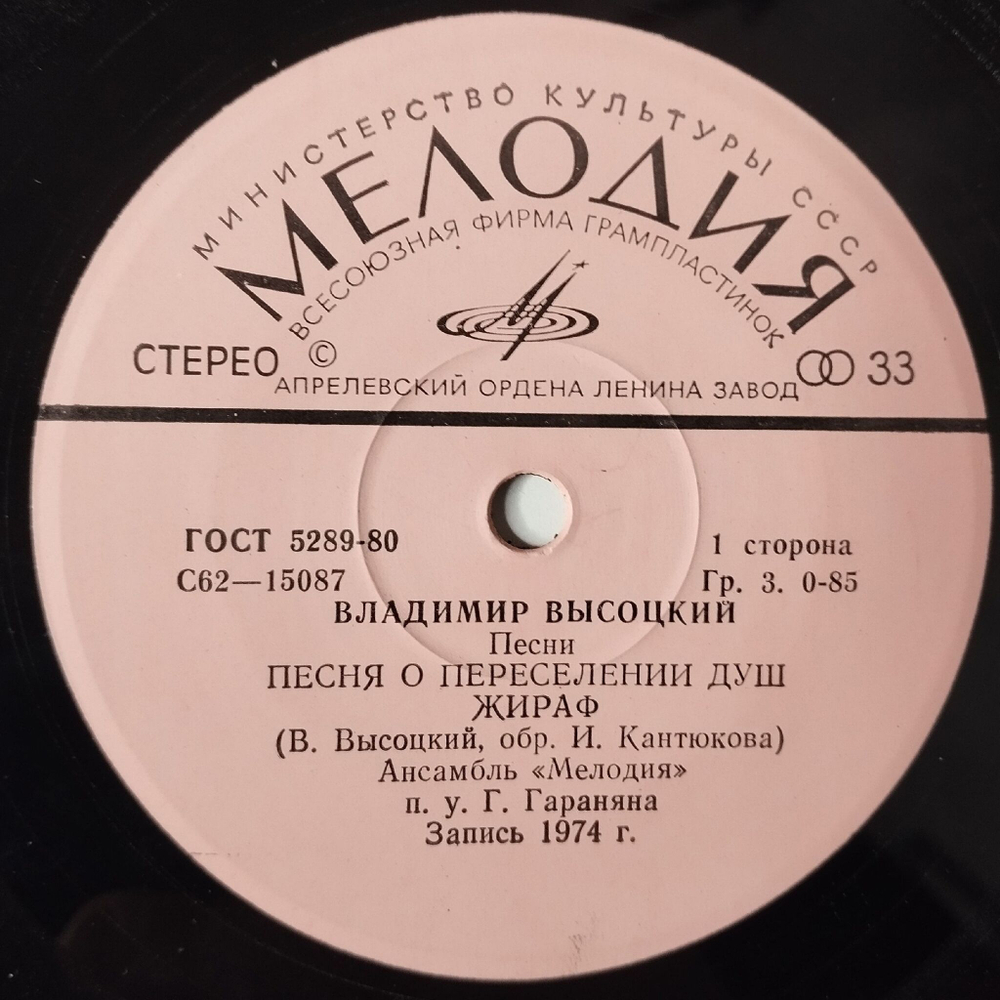 МИНИСТЕРСТВО КУЛЬТУРЫ СССР
МЕЛОДИЯ
ВСЕСОЮЗНАЯ ФИРМА ГРАМПЛАСТИНОК
СТЕРЕО © 33
АПРЕЛЕВСКИЙ ОРДЕНА ЛЕНИНА ЗАВОД
ГОСТ 5289-80 1 сторона
С62—15087 Гр. 3. 0-85
ВЛАДИМИР ВЫСОЦКИЙ
Песни
ПЕСНЯ О ПЕРЕСЕЛЕНИИ ДУШ
ЖИРАФ
(В. Высоцкий, обр. И. Кантюкова)
Ансамбль «Мелодия»
п. у. Г. Гараняна
Запись 1974 г.